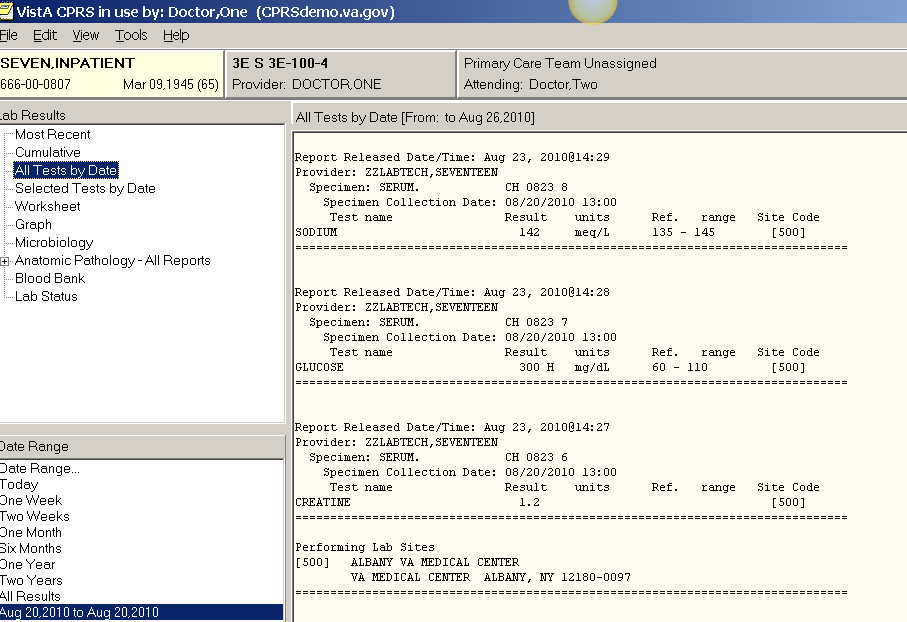 VistA CPRS in use by: Doctor,One (CPRSdemo.va.gov)
File Edit View Tools Help
SEVEN,INPATIENT
666-00-0807 Mar 09,1945 (65)
3E S 3E-100-4
Provider: DOCTOR,ONE
Primary Care Team Unassigned
Attending: Doctor,Two
Lab Results
Most Recent
Cumulative
All Tests by Date
Selected Tests by Date
Worksheet
Graph
Microbiology
Anatomic Pathology - All Reports
Blood Bank
Lab Status
Date Range
Date Range...
Today
One Week
Two Weeks
One Month
Six Months
One Year
Two Years
All Results
Aug 20,2010 to Aug 20,2010
All Tests by Date [From: to Aug 26,2010]
Report Released Date/Time: Aug 23, 2010@14:29
Provider: ZZLABTECH,SEVENTEEN
Specimen: SERUM. CH 0823 8
Specimen Collection Date: 08/20/2010 13:00
Test name Result units Ref. range Site Code
SODIUM 142 meq/L 135 - 145 [500]
===============================================================================
Report Released Date/Time: Aug 23, 2010@14:28
Provider: ZZLABTECH,SEVENTEEN
Specimen: SERUM. CH 0823 7
Specimen Collection Date: 08/20/2010 13:00
Test name Result units Ref. range Site Code
GLUCOSE 300 H mg/dL 60 - 110 [500]
===============================================================================
Report Released Date/Time: Aug 23, 2010@14:27
Provider: ZZLABTECH,SEVENTEEN
Specimen: SERUM. CH 0823 6
Specimen Collection Date: 08/20/2010 13:00
Test name Result units Ref. range Site Code
CREATINE 1.2 [500]
===============================================================================
Performing Lab Sites
[500] ALBANY VA MEDICAL CENTER
VA MEDICAL CENTER ALBANY, NY 12180-0097
===============================================================================